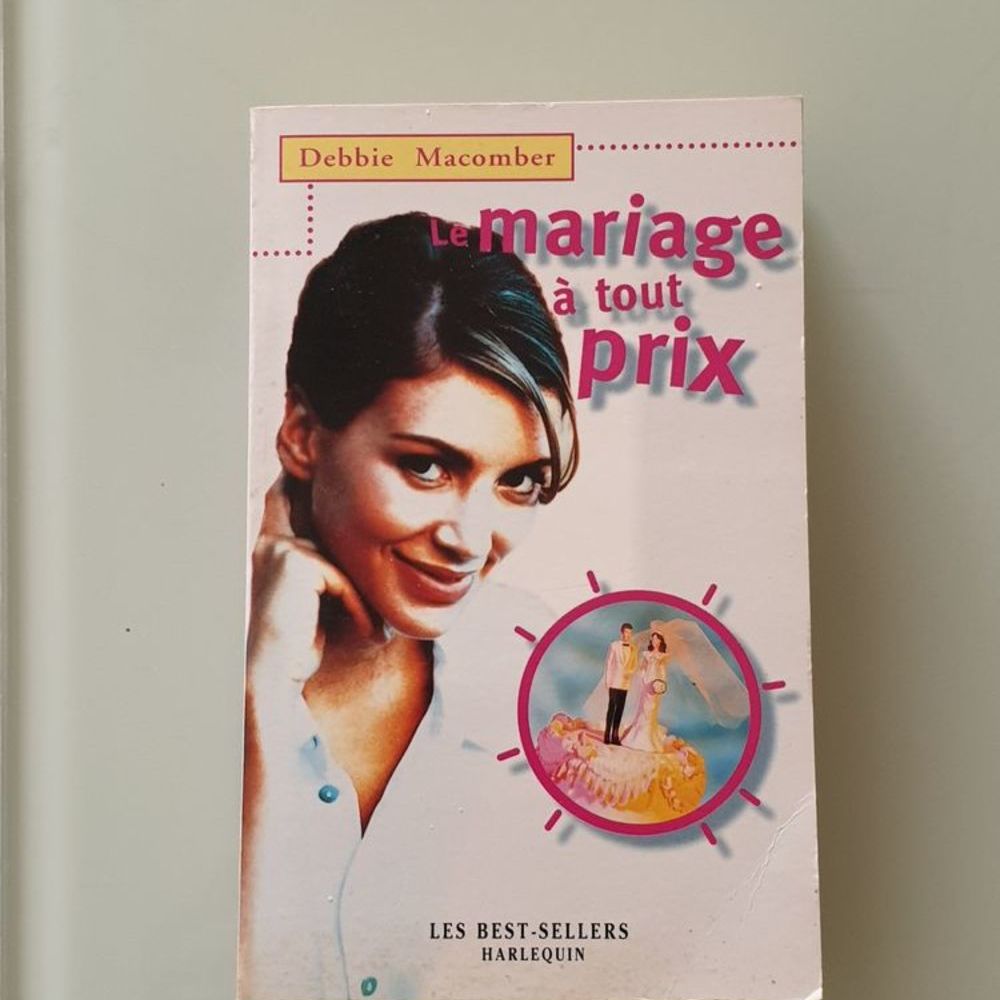 Debbie Macomber
Le mariage
à tout
prix
LES BEST-SELLERS
HARLEQUIN